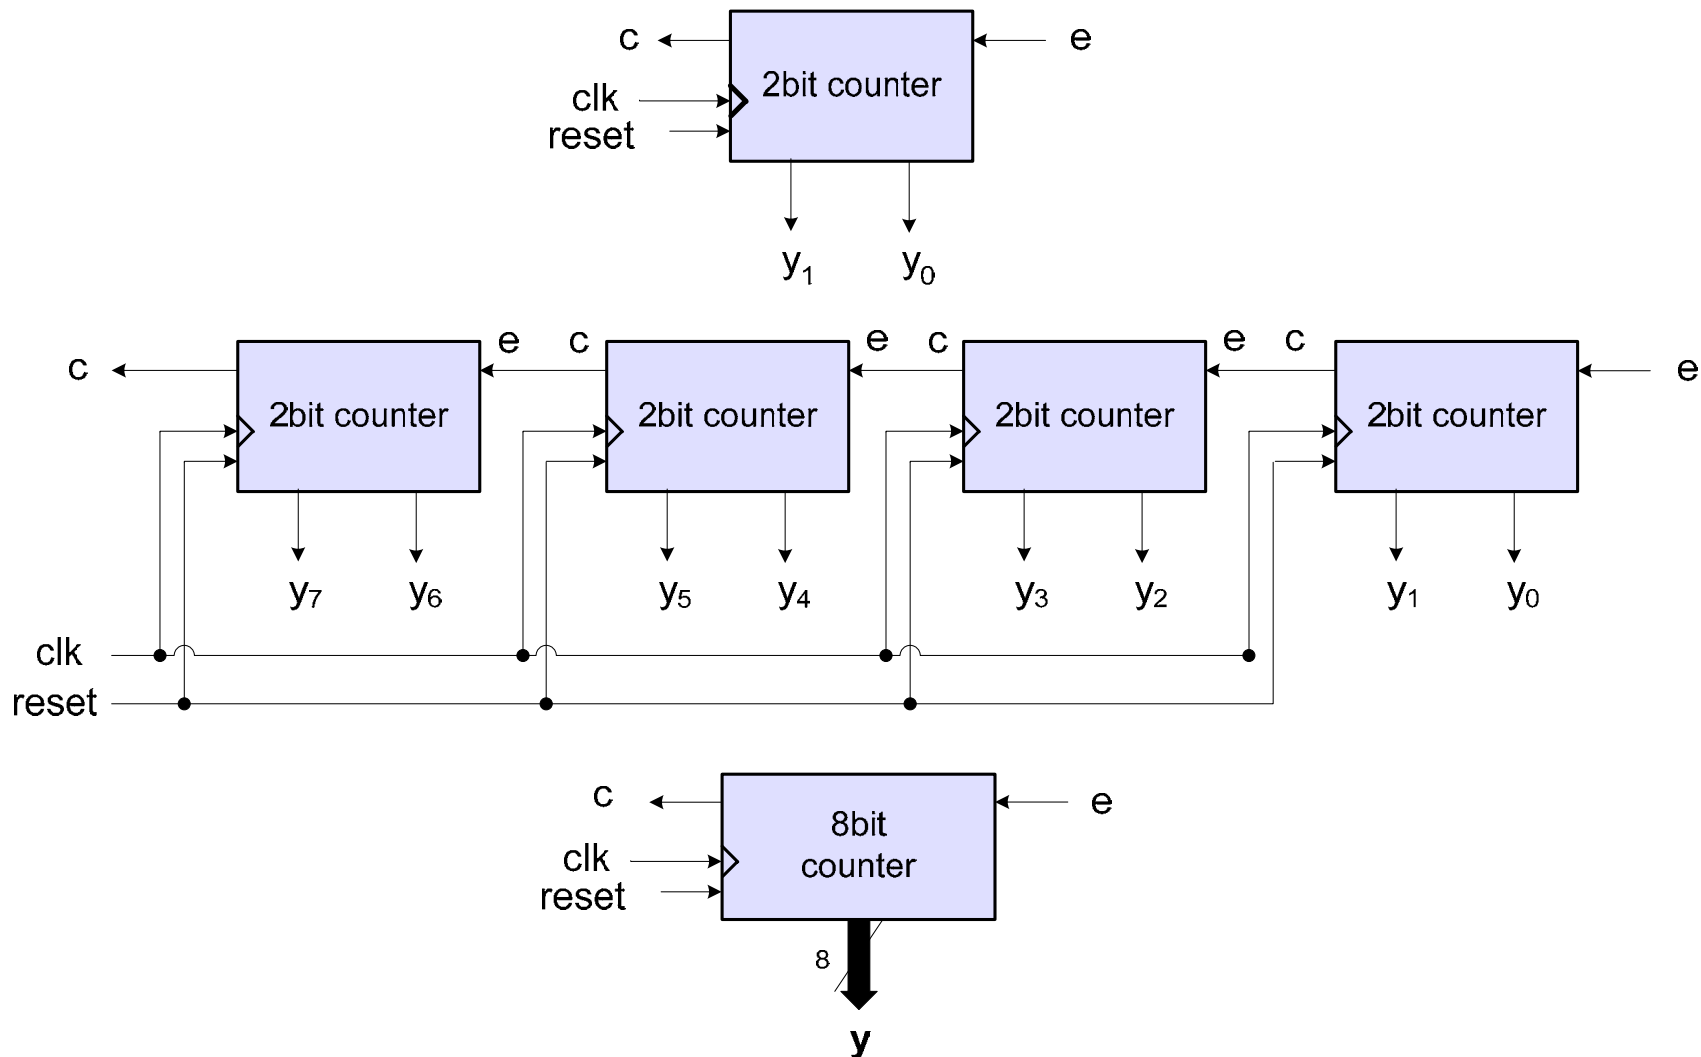 c e
2bit counter
clk
reset
y1 y0
c e c e c e c e
2bit counter 2bit counter 2bit counter 2bit counter
y7 y6 y5 y4 y3 y2 y1 y0
clk
reset
c e
8bit
counter
clk
reset
8
y